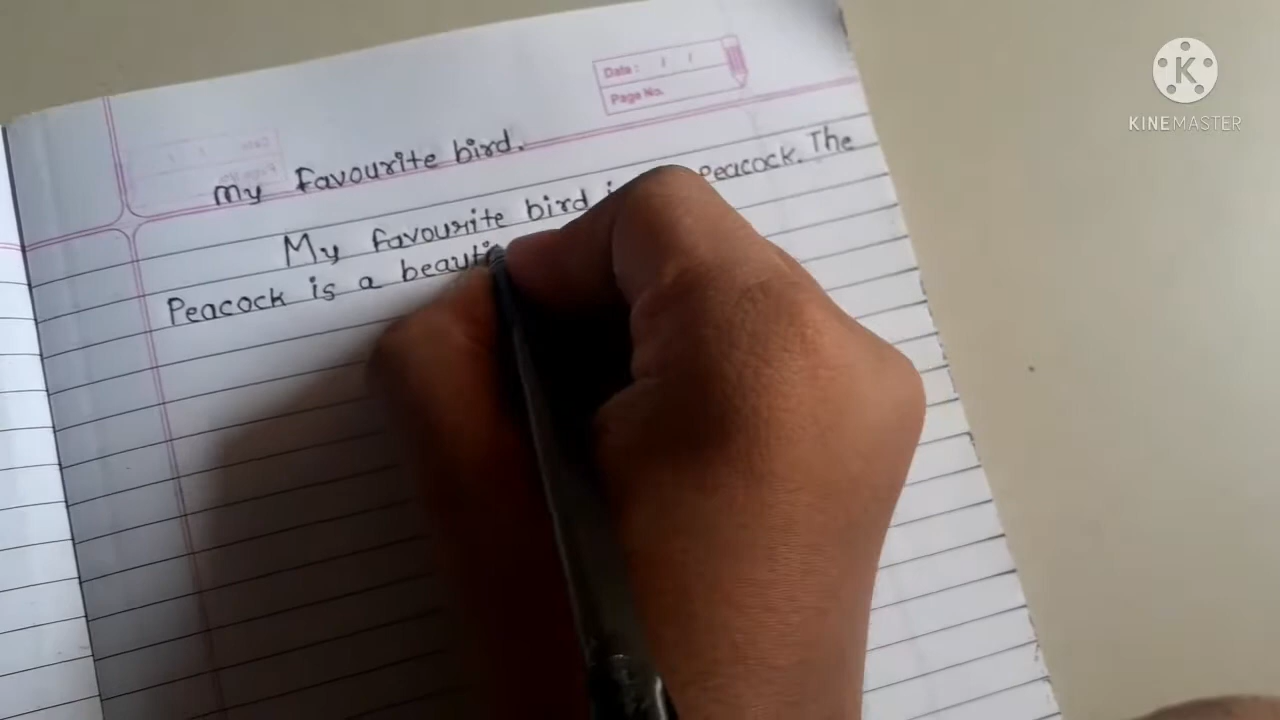 Date : / /
Page No.
My Favourite bird.
My favourite bird Peacock. The
Peacock is a
K
KINEMASTER